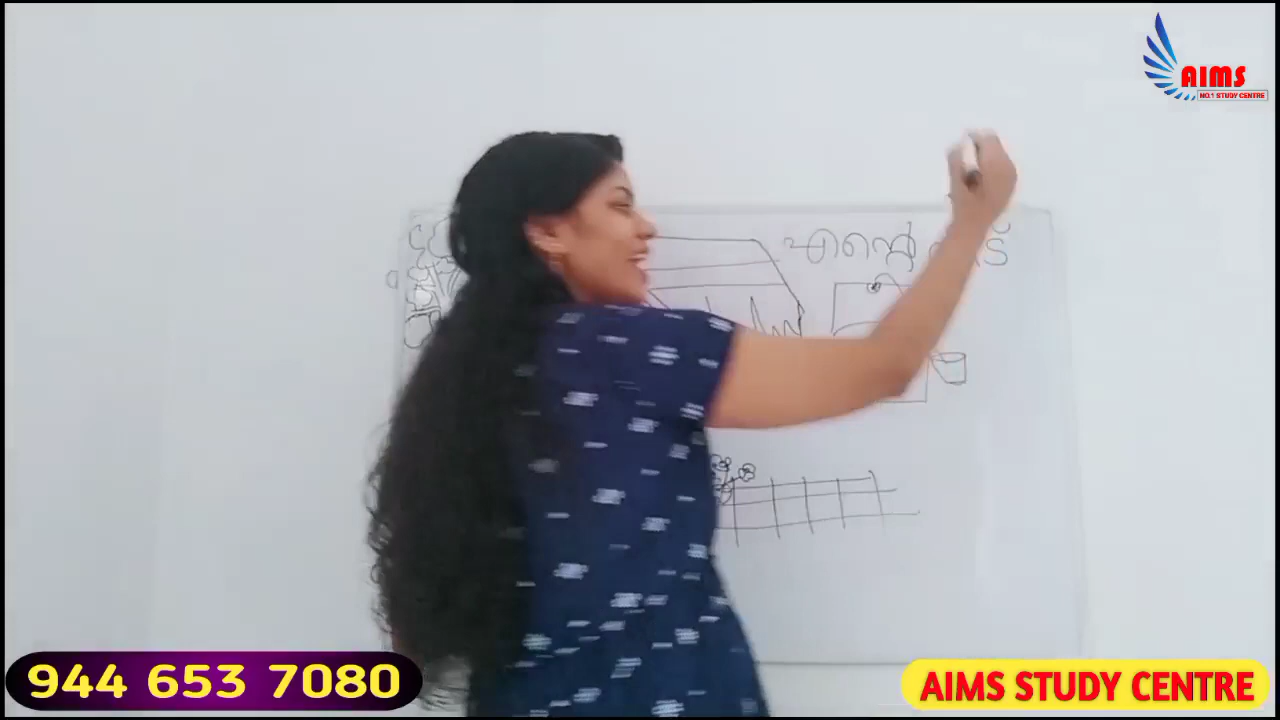 AIMS
NO.1 STUDY CENTRE
എന്റെ
944 653 7080
AIMS STUDY CENTRE